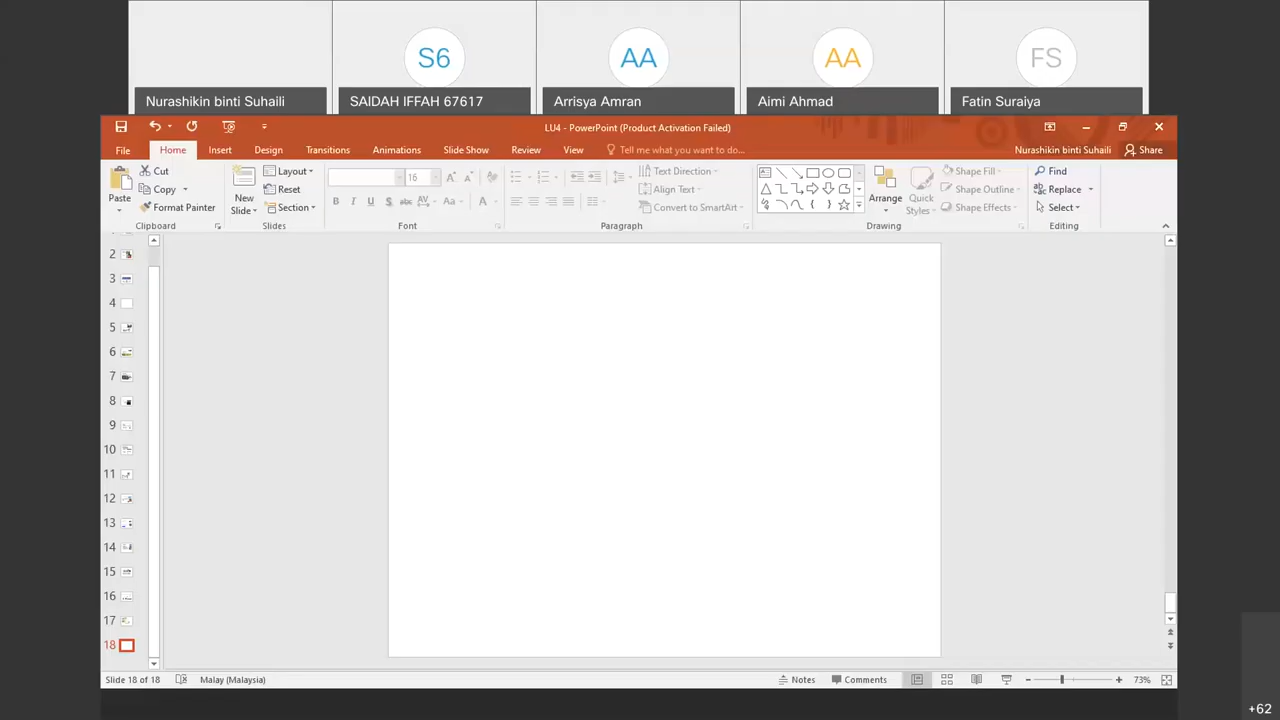 S6
AA
AA
FS
Nurashikin binti Suhaili
SAIDAH IFFAH 67617
Arrisya Amran
Aimi Ahmad
Fatin Suraiya
LU4 - PowerPoint (Product Activation Failed)
File
Home
Insert
Design
Transitions
Animations
Slide Show
Review
View
Tell me what you want to do...
Nurashikin binti Suhaili
Share
Paste
Cut
Copy
Format Painter
Clipboard
New
Slide
Layout
Reset
Section
Slides
16
B I U S abc AV Aa A
Font
Text Direction
Align Text
Convert to SmartArt
Paragraph
Arrange
Quick
Styles
Shape Fill
Shape Outline
Shape Effects
Drawing
Find
Replace
Select
Editing
2
3
4
5
6
7
8
9
10
11
12
13
14
15
16
17
18
Slide 18 of 18
Malay (Malaysia)
Notes
Comments
73%
+62